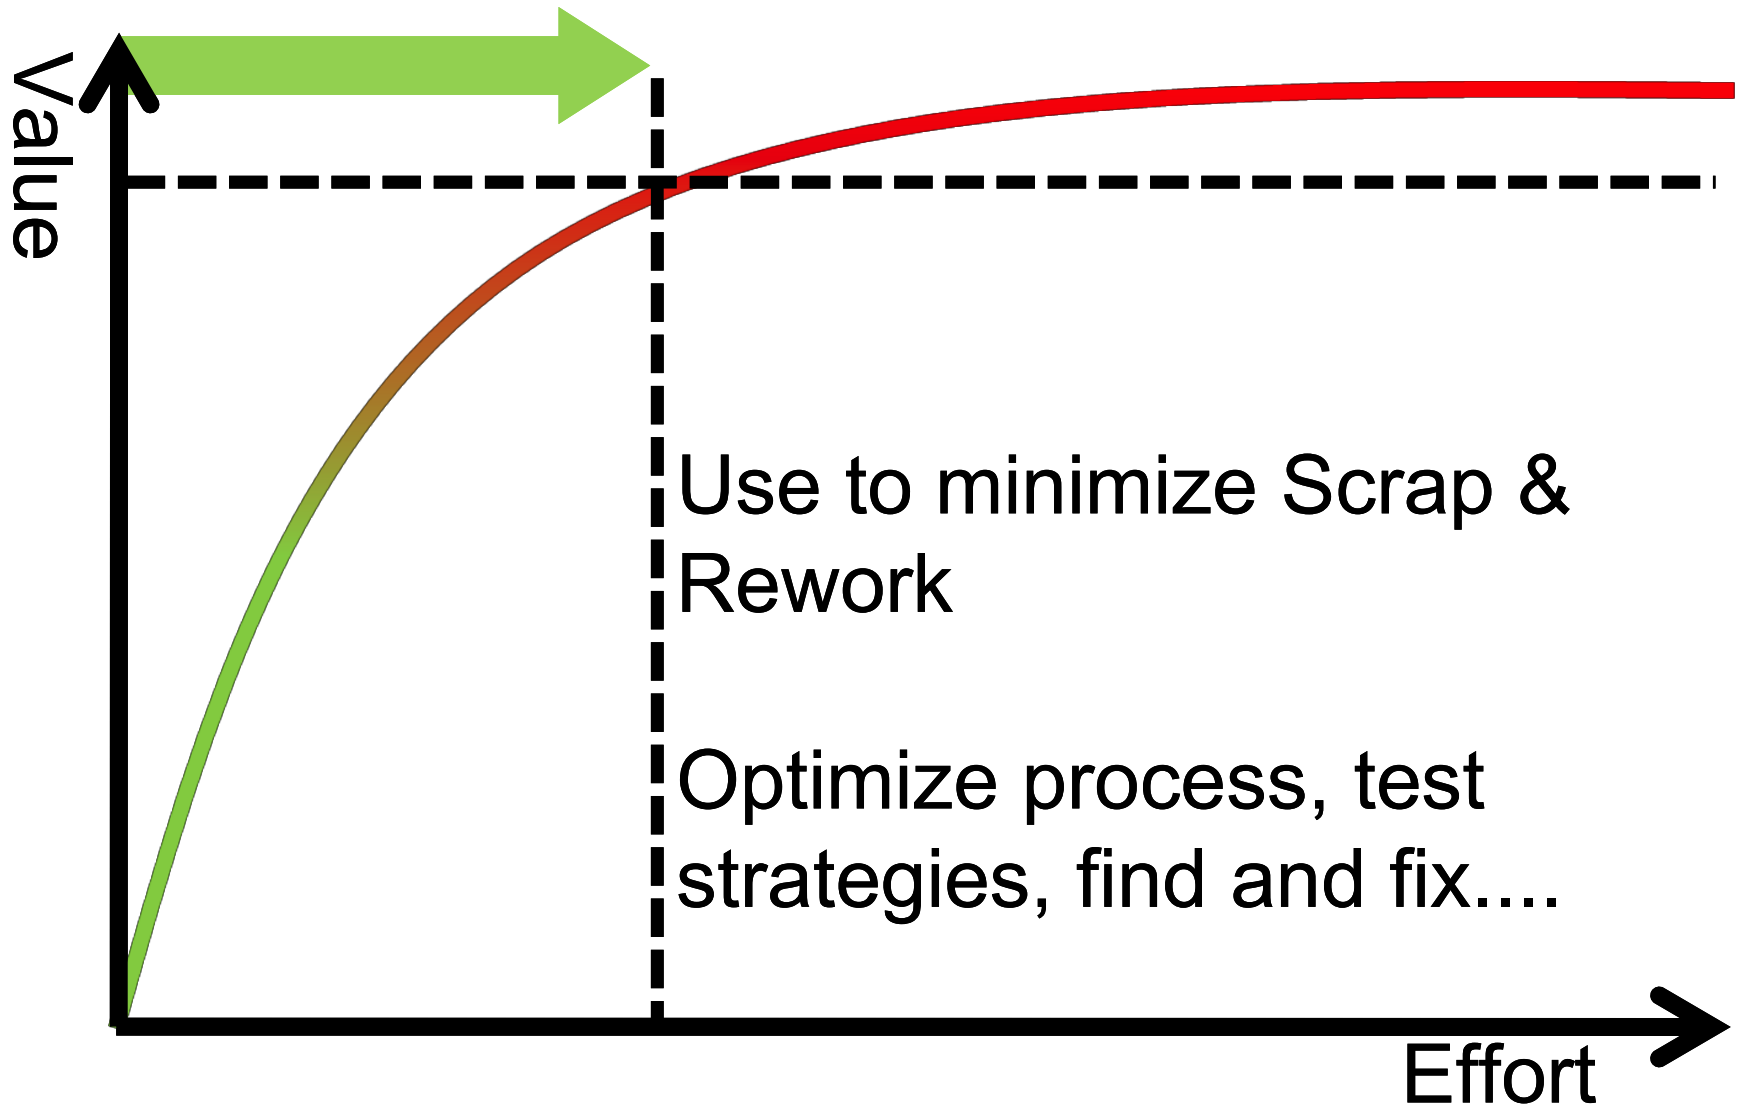 Value
Use to minimize Scrap &
Rework
Optimize process, test
strategies, find and fix....
Effort